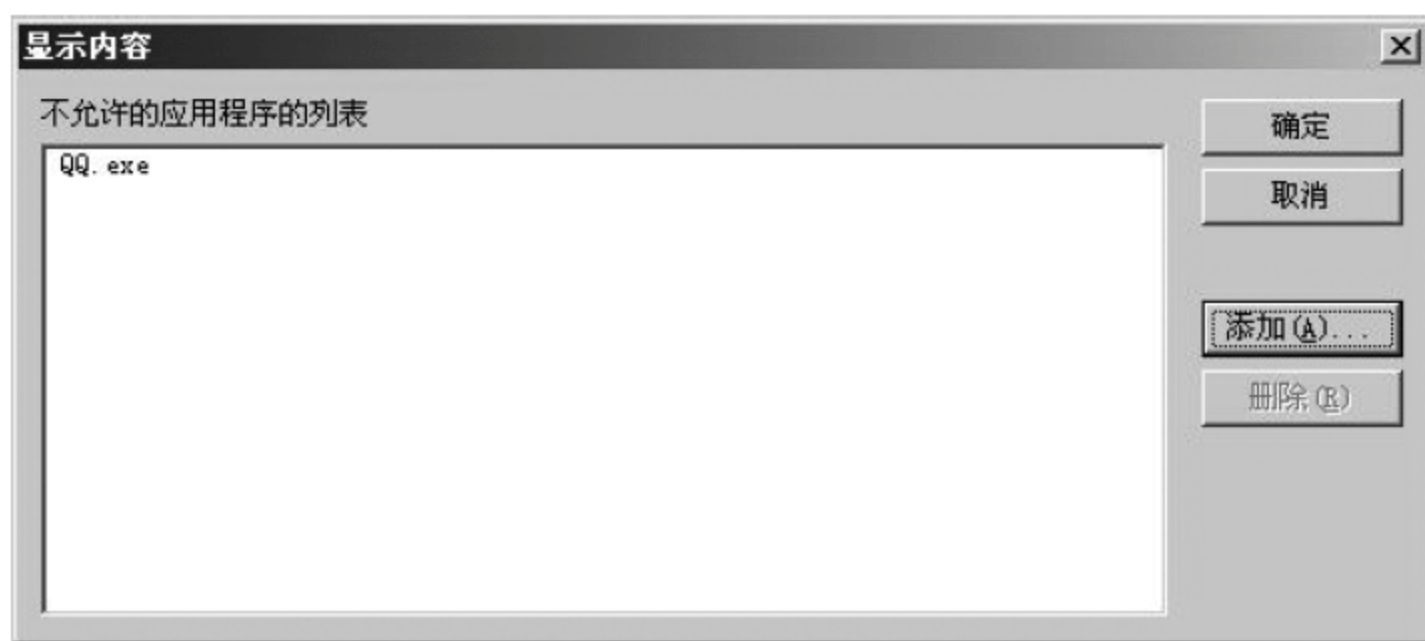 显示内容
不允许的应用程序的列表
QQ.exe
确定
取消
添加(A)...
删除(R)